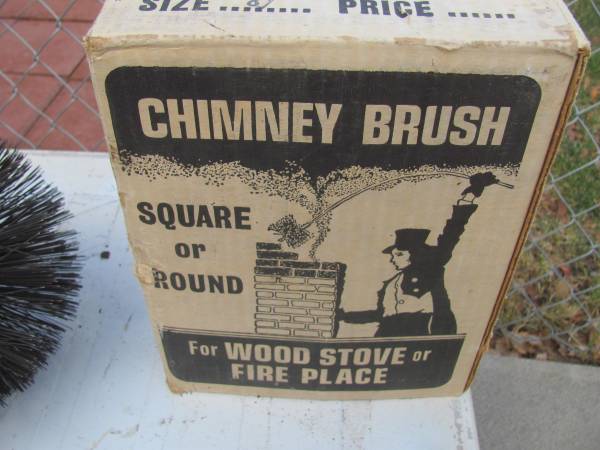 SIZE ........... PRICE ......
CHIMNEY BRUSH
SQUARE
or
ROUND
For WOOD STOVE or
FIRE PLACE